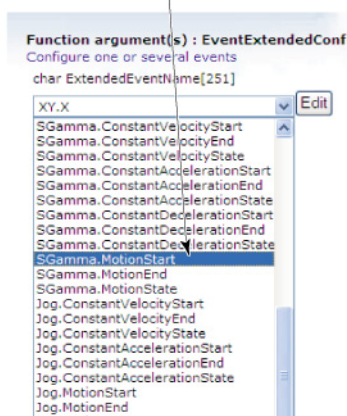 Function argument(s) : EventExtendedConf
Configure one or several events
char ExtendedEventName[251]
XY.X Edit
SGamma.ConstantVelocityStart
SGamma.ConstantVelocityEnd
SGamma.ConstantVelocityState
SGamma.ConstantAccelerationStart
SGamma.ConstantAccelerationEnd
SGamma.ConstantAccelerationState
SGamma.ConstantDecelerationStart
SGamma.ConstantDecelerationEnd
SGamma.ConstantDecelerationState
SGamma.MotionStart
SGamma.MotionEnd
SGamma.MotionState
Jog.ConstantVelocityStart
Jog.ConstantVelocityEnd
Jog.ConstantVelocityState
Jog.ConstantAccelerationStart
Jog.ConstantAccelerationEnd
Jog.ConstantAccelerationState
Jog.MotionStart
Jog.MotionEnd